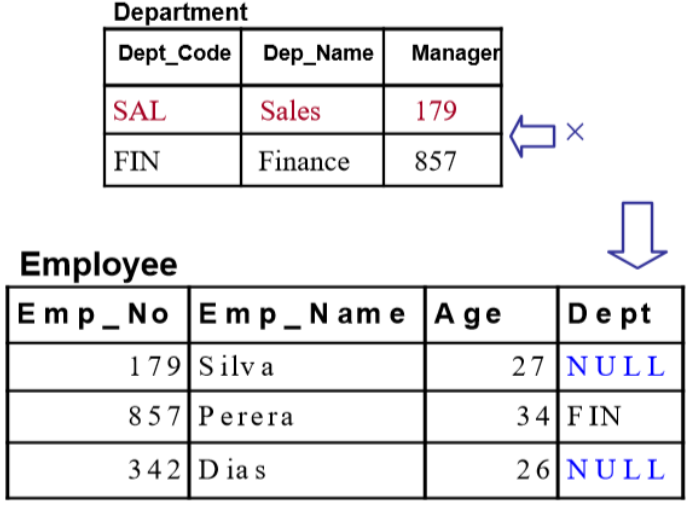 Department
Dept_Code Dep_Name Manager
SAL Sales 179
FIN Finance 857
×
Employee
Emp_No Emp_Name Age Dept
179 Silva 27 NULL
857 Perera 34 FIN
342 Dias 26 NULL